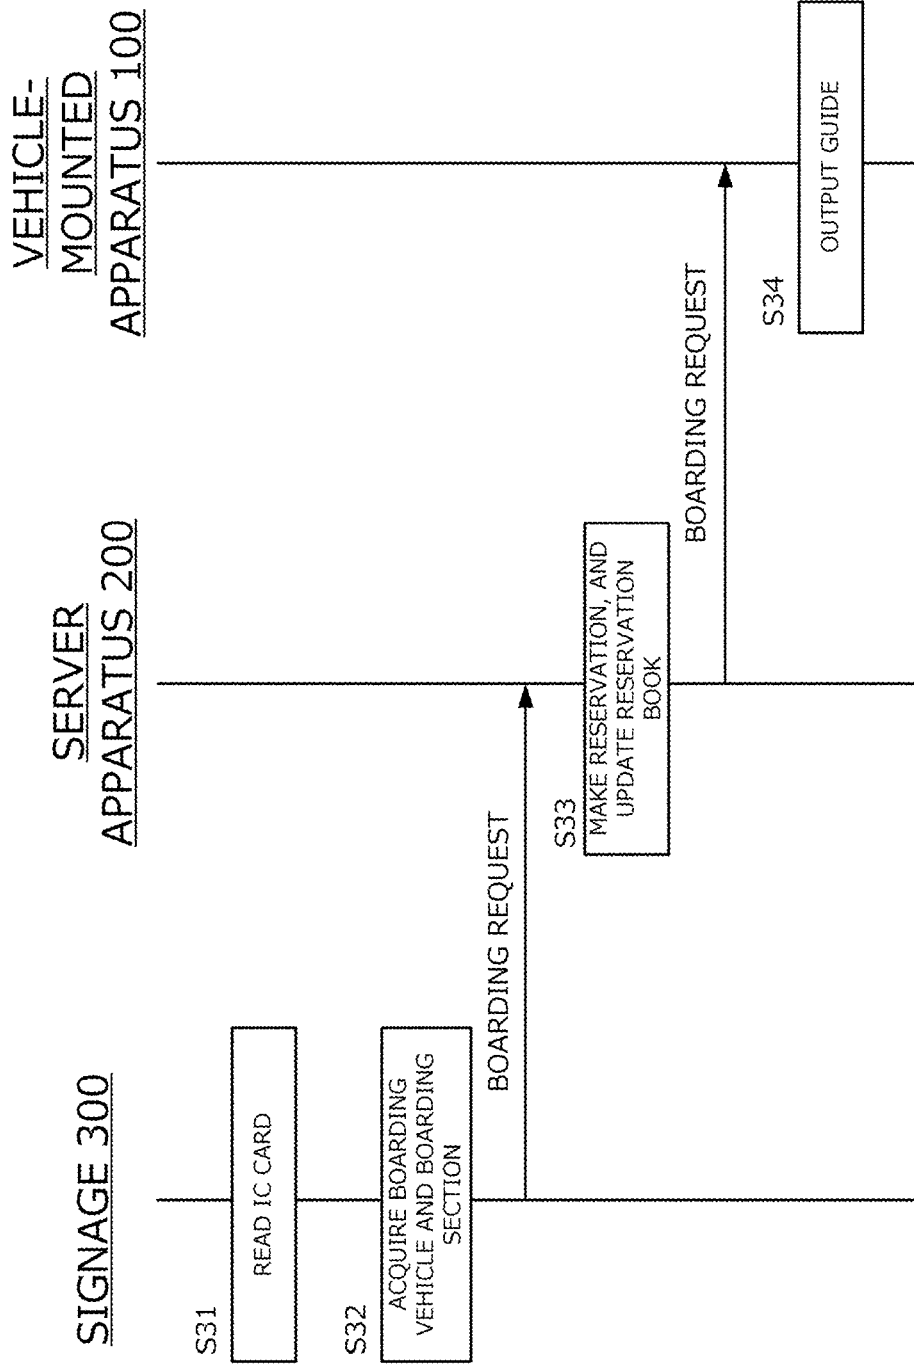 SIGNAGE 300
SERVER
APPARATUS 200
VEHICLE-
MOUNTED
APPARATUS 100
S31
READ IC CARD
S32
ACQUIRE BOARDING
VEHICLE AND BOARDING
SECTION
BOARDING REQUEST
S33
MAKE RESERVATION, AND
UPDATE RESERVATION
BOOK
BOARDING REQUEST
S34
OUTPUT GUIDE